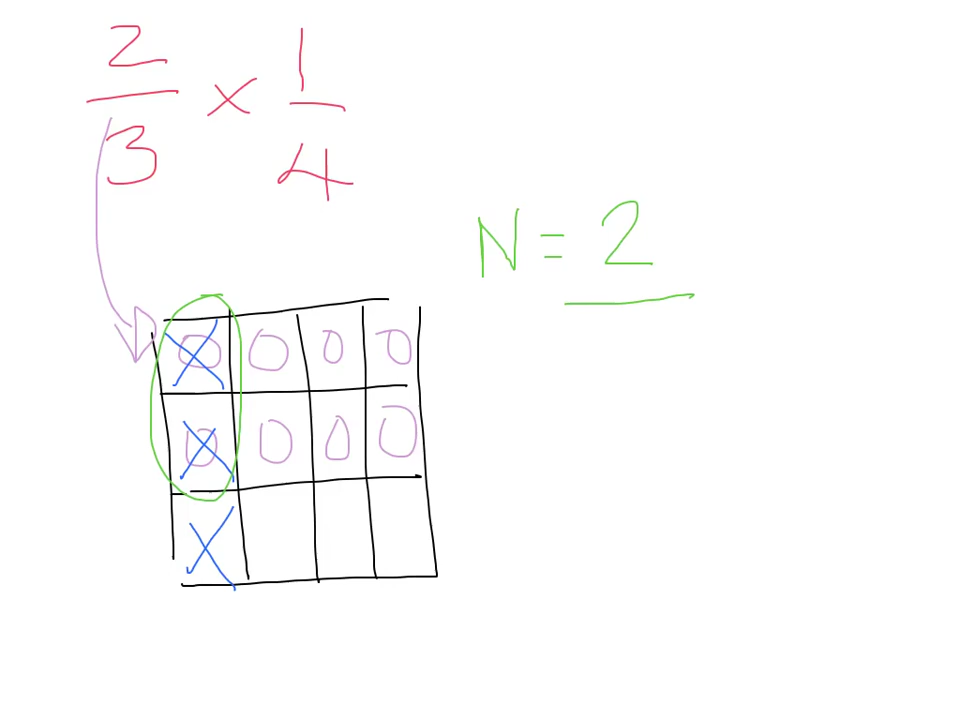 2/3 × 1/4
N = 2
O O O O
O O O O
X
X
X